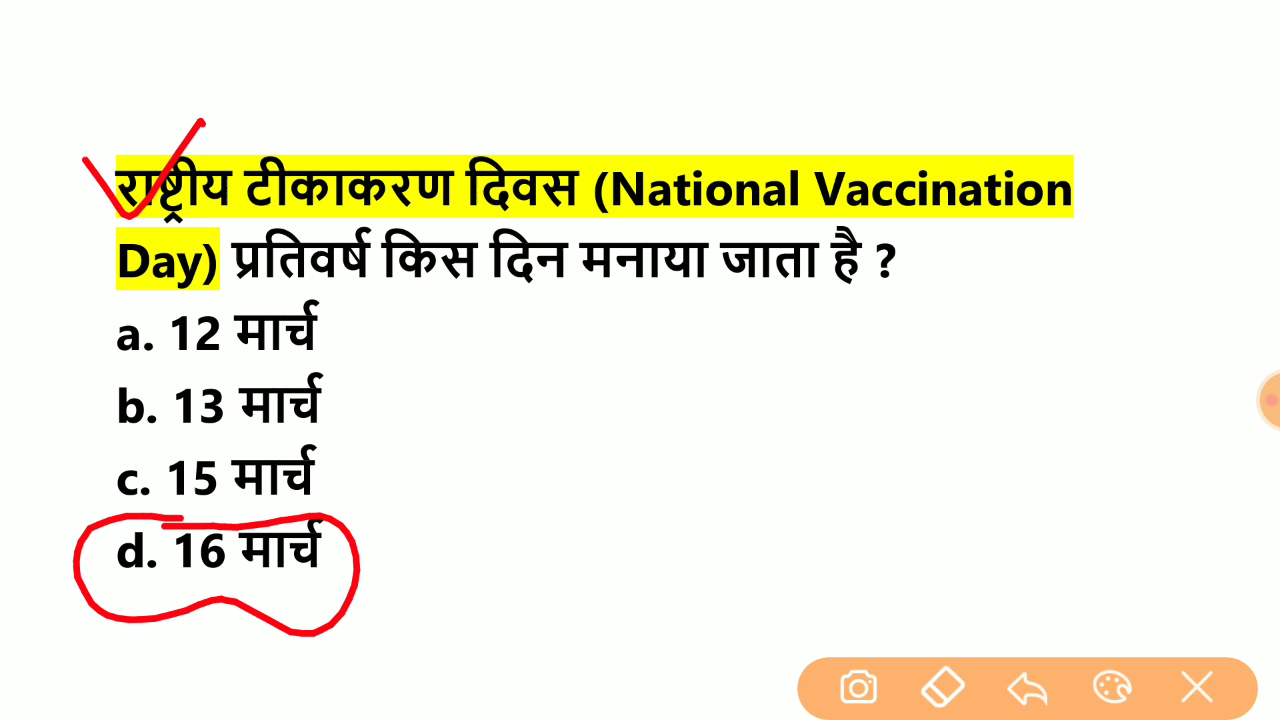 राष्ट्रीय टीकाकरण दिवस (National Vaccination
Day) प्रतिवर्ष किस दिन मनाया जाता है ?
a. 12 मार्च
b. 13 मार्च
c. 15 मार्च
d. 16 मार्च